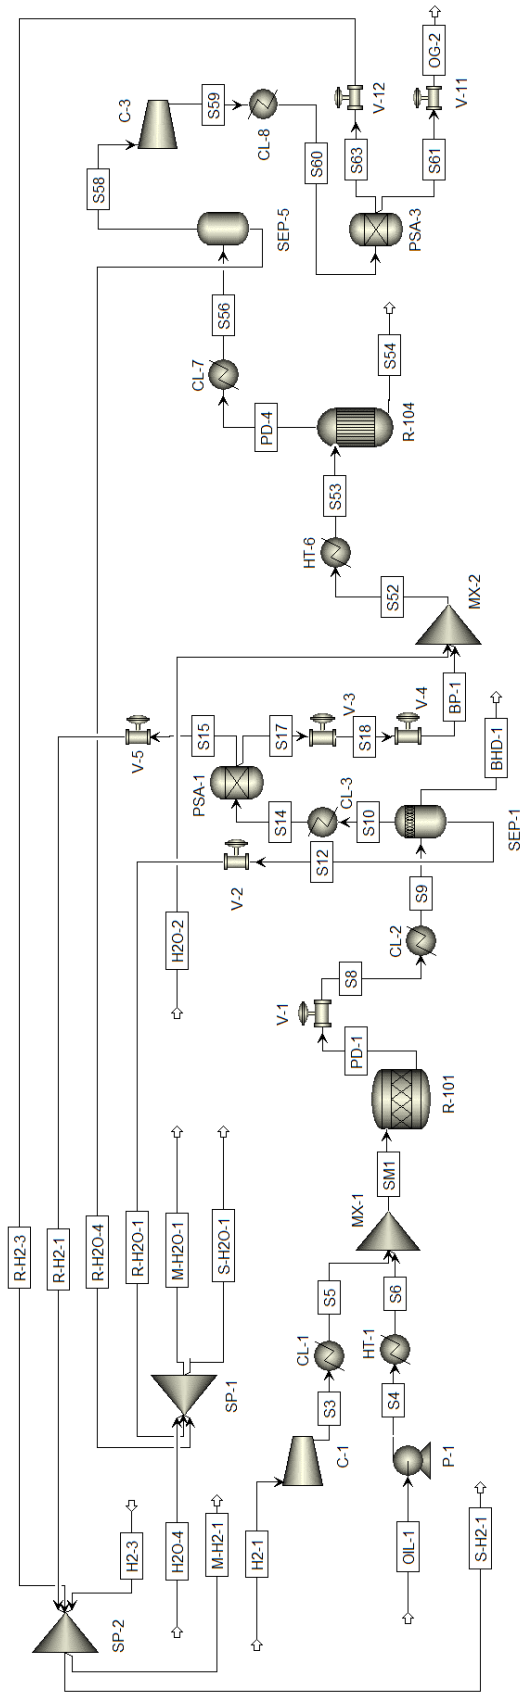 R-H2-3
R-H2-1
R-H2O-4
R-H2O-1
M-H2O-1
S-H2O-1
SP-1
SP-2
H2-3
H2O-4
M-H2-1
H2-1
OIL-1
S-H2-1
C-1
P-1
S3
S4
CL-1
HT-1
S5
S6
MX-1
SM1
R-101
PD-1
V-1
S8
CL-2
S9
SEP-1
BHD-1
S10
S12
V-2
CL-3
S14
PSA-1
S15
V-5
S17
V-3
S18
V-4
BP-1
H2O-2
MX-2
S52
HT-6
S53
R-104
S54
PD-4
CL-7
S56
SEP-5
S58
C-3
S59
CL-8
S60
PSA-3
S63
V-12
S61
V-11
OG-2